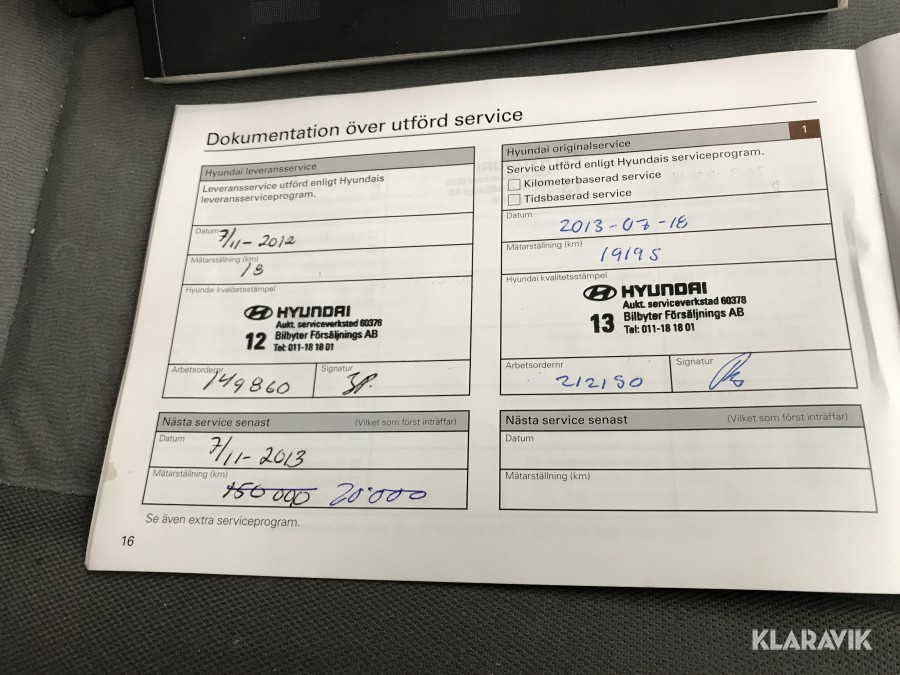 Dokumentation över utförd service
Hyundai leveransservice
Leveransservice utförd enligt Hyundais
leveransserviceprogram.
Datum
7/11-2012
Mätarställning (km)
18
Hyundai kvalitetsstämpel
HYUNDAI
Aukt. serviceverkstad 60378
12 Bilbyter Försäljnings AB
Tel: 011-18 18 01
Arbetsordernr
149860
Signatur
Nästa service senast (Vilket som först inträffar)
Datum
7/11-2013
Mätarställning (km)
150 000 20.000
Se även extra serviceprogram.
16
1
Hyundai originalservice
Service utförd enligt Hyundais serviceprogram.
Kilometerbaserad service
Tidsbaserad service
Datum
2013-07-18
Mätarställning (km)
19195
Hyundai kvalitetsstämpel
HYUNDAI
Aukt. serviceverkstad 60378
13 Bilbyter Försäljnings AB
Tel: 011-18 18 01
Arbetsordernr
212150
Signatur
Nästa service senast (Vilket som först inträffar)
Datum
Mätarställning (km)
KLARAVIK